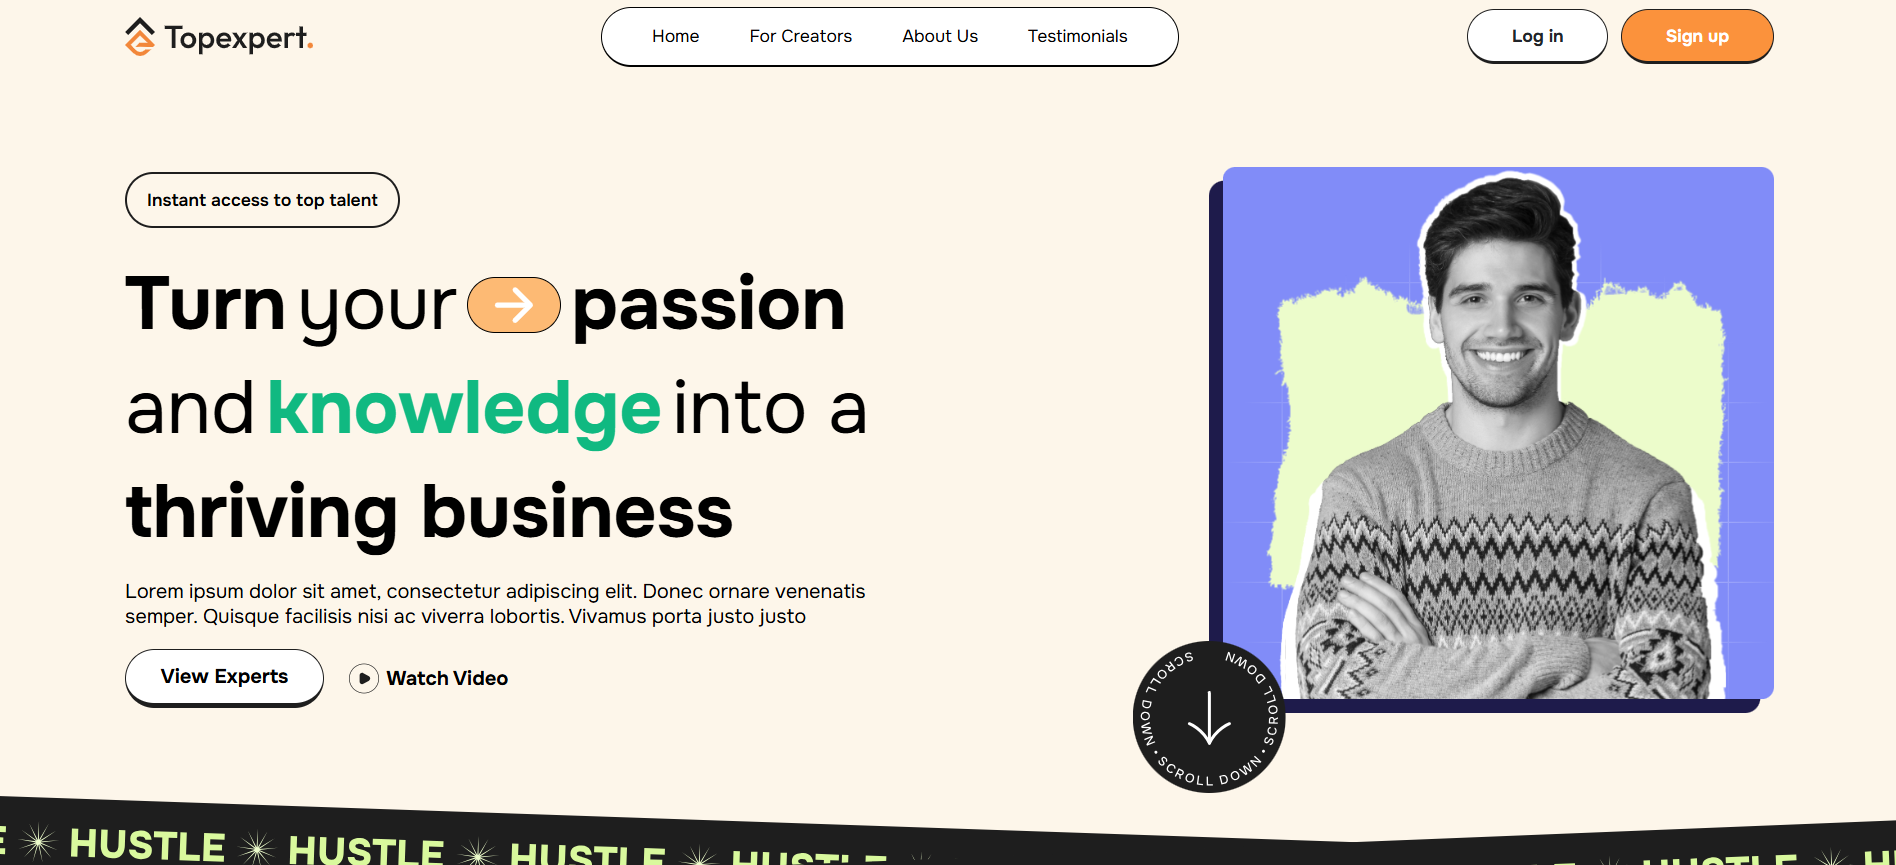 Topexpert.
Home For Creators About Us Testimonials
Log in
Sign up
Instant access to top talent
Turn your passion
and knowledge into a
thriving business
Lorem ipsum dolor sit amet, consectetur adipiscing elit. Donec ornare venenatis
semper. Quisque facilisis nisi ac viverra lobortis. Vivamus porta justo justo
View Experts
Watch Video
SCROLL DOWN • SCROLL DOWN • SCROLL DOWN
HUSTLE HUSTLE HUSTLE HUSTLE
HUSTLE